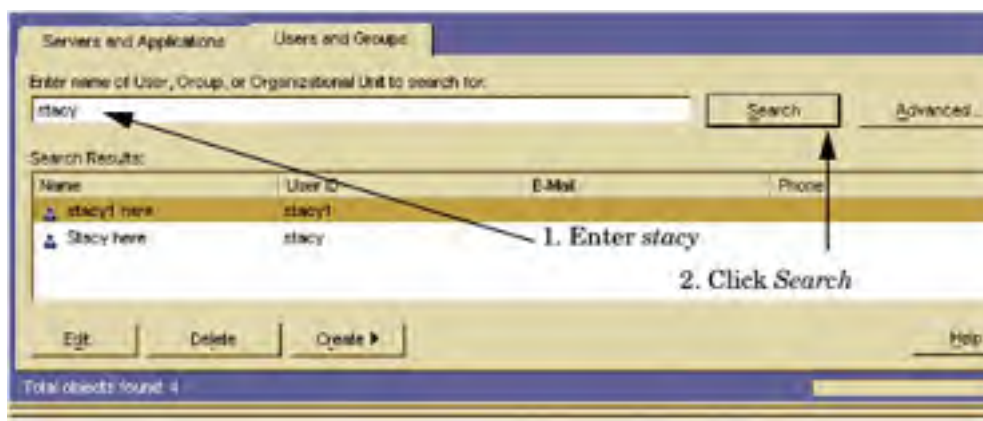 Servers and Applications Users and Groups
Enter name of User, Group, or Organizational Unit to search for:
stacy Search Advanced...
Search Results:
Name User ID E-Mail Phone
stacy1 here stacy1
Stacy here stacy
1. Enter stacy
2. Click Search
Edit Delete Create Help
Total objects found: 4